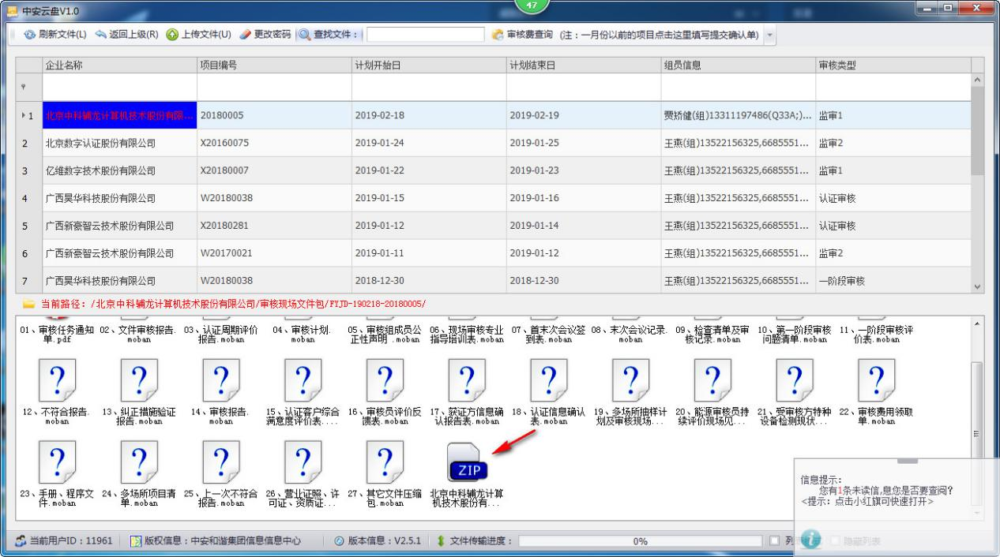 中安云盘V1.0
47
刷新文件(L) 返回上级(R) 上传文件(U) 更改密码 查找文件： 审核费查询 (注：一月份以前的项目点击这里填写提交确认单)
企业名称 项目编号 计划开始日 计划结束日 组员信息 审核类型
1 北京中科辅龙计算机技术股份有限... 20180005 2019-02-18 2019-02-19 贾娇健(组)13311197486(Q33A;)... 监审1
2 北京数字认证股份有限公司 X20160075 2019-01-24 2019-01-25 王燕(组)13522156325,6685551... 监审2
3 亿维数字技术股份有限公司 X20180007 2019-01-22 2019-01-23 王燕(组)13522156325,6685551... 监审1
4 广西昊华科技股份有限公司 W20180038 2019-01-15 2019-01-16 王燕(组)13522156325,6685551... 认证审核
5 广西新豪智云技术股份有限公司 X20180281 2019-01-12 2019-01-14 王燕(组)13522156325,6685551... 认证审核
6 广西新豪智云技术股份有限公司 W20170021 2019-01-11 2019-01-12 王燕(组)13522156325,6685551... 监审2
7 广西昊华科技股份有限公司 W20180038 2018-12-30 2018-12-30 王燕(组)13522156325,6685551... 一阶段审核
当前路径：/北京中科辅龙计算机技术股份有限公司/审核现场文件包/FYJD-190218-20180005/
01、审核任务通知 02、文件审核报告. 03、认证周期评价 04、审核计划. 05、审核组成员公 06、现场审核专业 07、首末次会议签 08、末次会议记录. 09、检查清单及审 10、第一阶段审核 11、一阶段审核评
单.pdf moban 报告.moban moban 正性声明 .moban 指导培训表.moban 到表.moban moban 核记录.moban 问题清单.moban 价表.moban
12、不符合报告. 13、纠正措施验证 14、审核报告. 15、认证客户综合 16、审核员评价反 17、获证方信息确 18、认证信息确认 19、多场所抽样计 20、能源审核员持 21、受审核方特种 22、审核费用领取
moban 报告.moban moban 满意度评价表.... 馈表.moban 认报告表.moban 表.moban 划及审核现场... 续评价现场见... 设备检测现状... 单.moban
ZIP
23、手册、程序文 24、多场所项目清 25、上一次不符合 26、营业证照、许 27、其它文件压缩 北京中科辅龙计算
件.moban 单.moban 报告.moban 可证、资质证... 包.moban 机技术股份有...
信息提示：
您有1条未读信,息您是否要查阅?
<提示：点击小红旗可快速打开>
当前用户ID：11961 版权信息：中安和谐集团信息信息中心 版本信息：V2.5.1 文件传输进度： 0% 列 隐藏列表